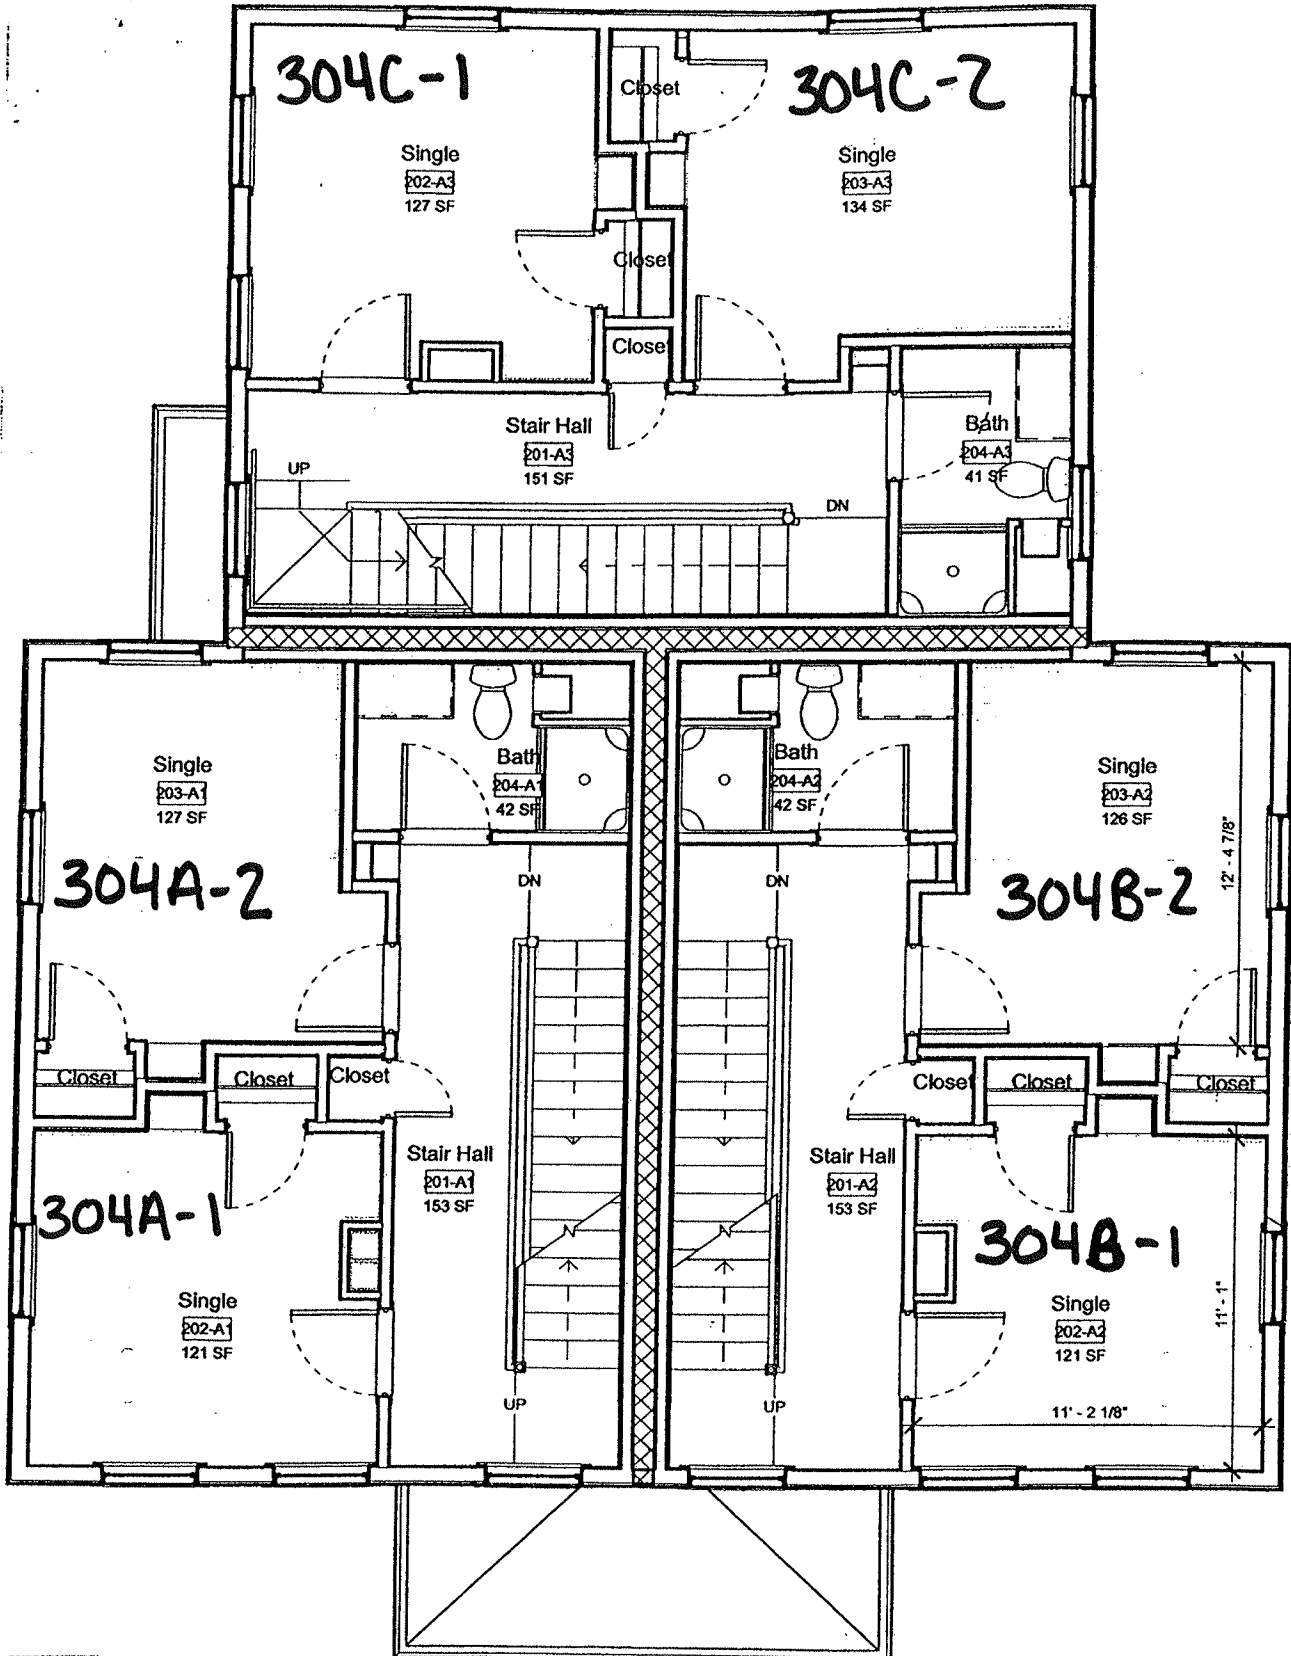 304C-1
304C-2
Closet
Single
202-A3
127 SF
Single
203-A3
134 SF
Closet
Closet
Stair Hall
201-A3
151 SF
Bath
204-A3
41 SF
UP
DN
Single
203-A1
127 SF
304A-2
Bath
204-A1
42 SF
Bath
204-A2
42 SF
Single
203-A2
126 SF
304B-2
12' - 4 7/8"
DN
DN
Closet
Closet
Closet
Closet
Closet
Closet
Stair Hall
201-A1
153 SF
Stair Hall
201-A2
153 SF
304A-1
Single
202-A1
121 SF
304B-1
Single
202-A2
121 SF
11' - 1"
11' - 2 1/8"
UP
UP